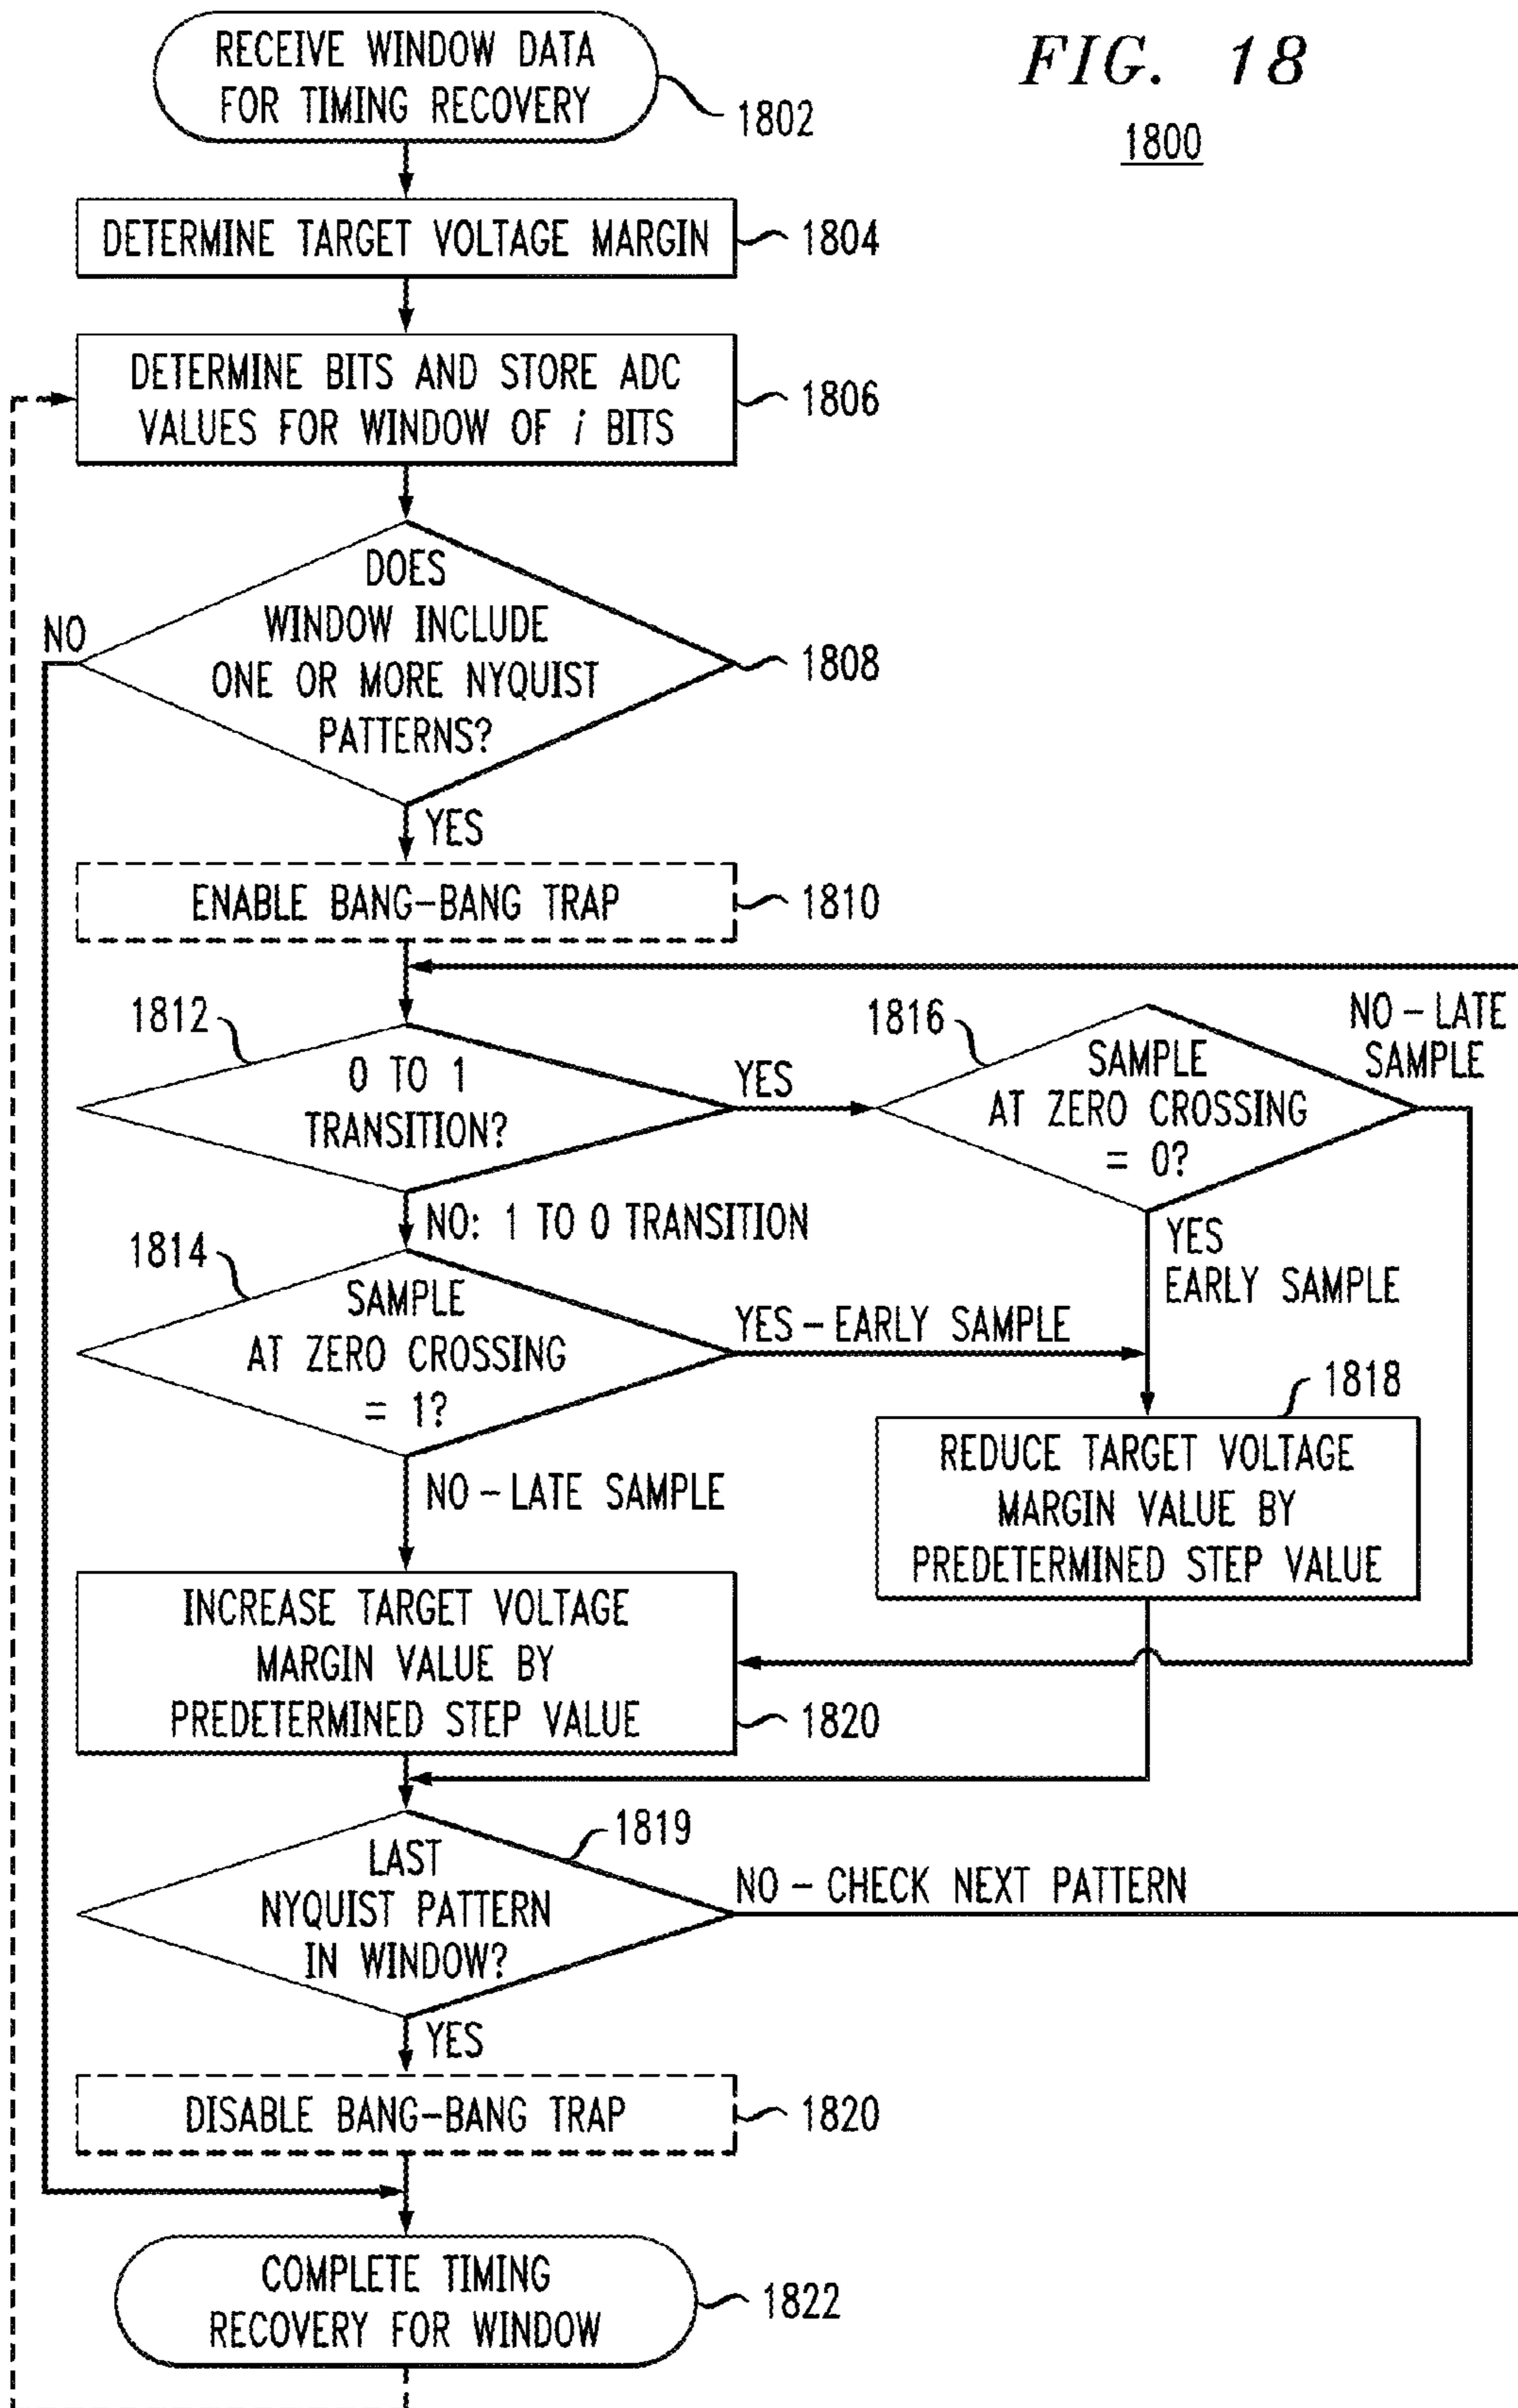 FIG. 18
1800
RECEIVE WINDOW DATA
FOR TIMING RECOVERY
1802
DETERMINE TARGET VOLTAGE MARGIN
1804
DETERMINE BITS AND STORE ADC
VALUES FOR WINDOW OF i BITS
1806
DOES
WINDOW INCLUDE
ONE OR MORE NYQUIST
PATTERNS?
1808
NO
YES
ENABLE BANG-BANG TRAP
1810
1812
0 TO 1
TRANSITION?
YES
1816
SAMPLE
AT ZERO CROSSING
= 0?
NO - LATE
SAMPLE
NO: 1 TO 0 TRANSITION
YES
EARLY SAMPLE
1814
SAMPLE
AT ZERO CROSSING
= 1?
YES - EARLY SAMPLE
NO - LATE SAMPLE
1818
REDUCE TARGET VOLTAGE
MARGIN VALUE BY
PREDETERMINED STEP VALUE
INCREASE TARGET VOLTAGE
MARGIN VALUE BY
PREDETERMINED STEP VALUE
1820
1819
LAST
NYQUIST PATTERN
IN WINDOW?
NO - CHECK NEXT PATTERN
YES
DISABLE BANG-BANG TRAP
1820
COMPLETE TIMING
RECOVERY FOR WINDOW
1822